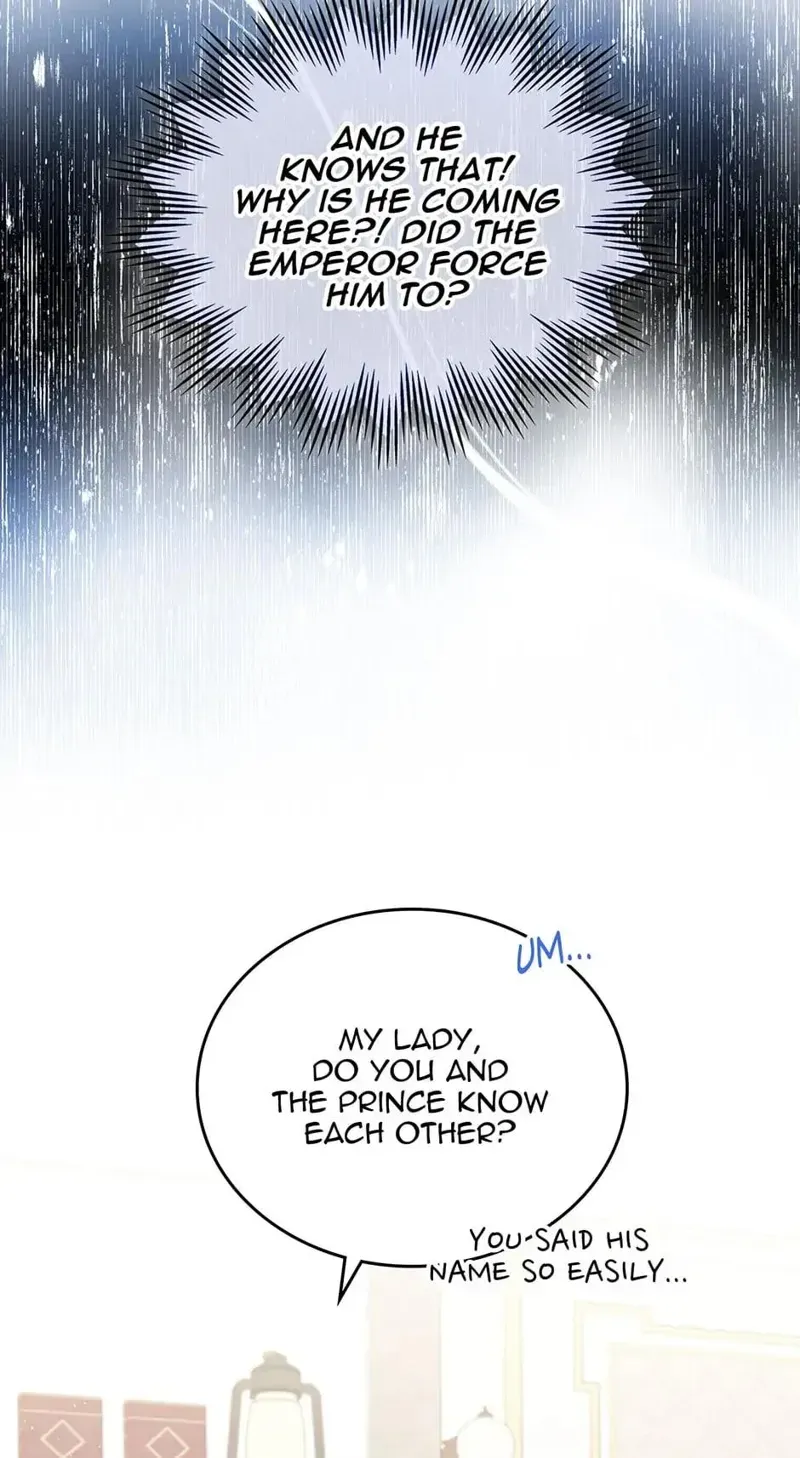 AND HE
KNOWS THAT!
WHY IS HE COMING
HERE?! DID THE
EMPEROR FORCE
HIM TO?
UM...
MY LADY,
DO YOU AND
THE PRINCE KNOW
EACH OTHER?
YOU SAID HIS
NAME SO EASILY...